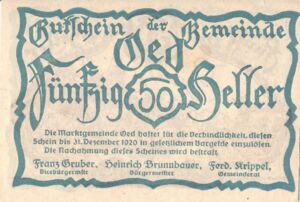 Gutschein der Gemeinde
Oed
Fünfzig 50 Heller
Die Marktgemeinde Oed haftet für die Verbindlichkeit, diesen
Schein bis 31. Dezember 1920 in gesetzlichem Bargelde einzulösen.
Die Nachahmung dieses Scheines wird bestraft
Franz Gruber, Heinrich Brunnbauer, Ferd. Krippel,
Vicebürgermstr. Bürgermeister Gemeinderat